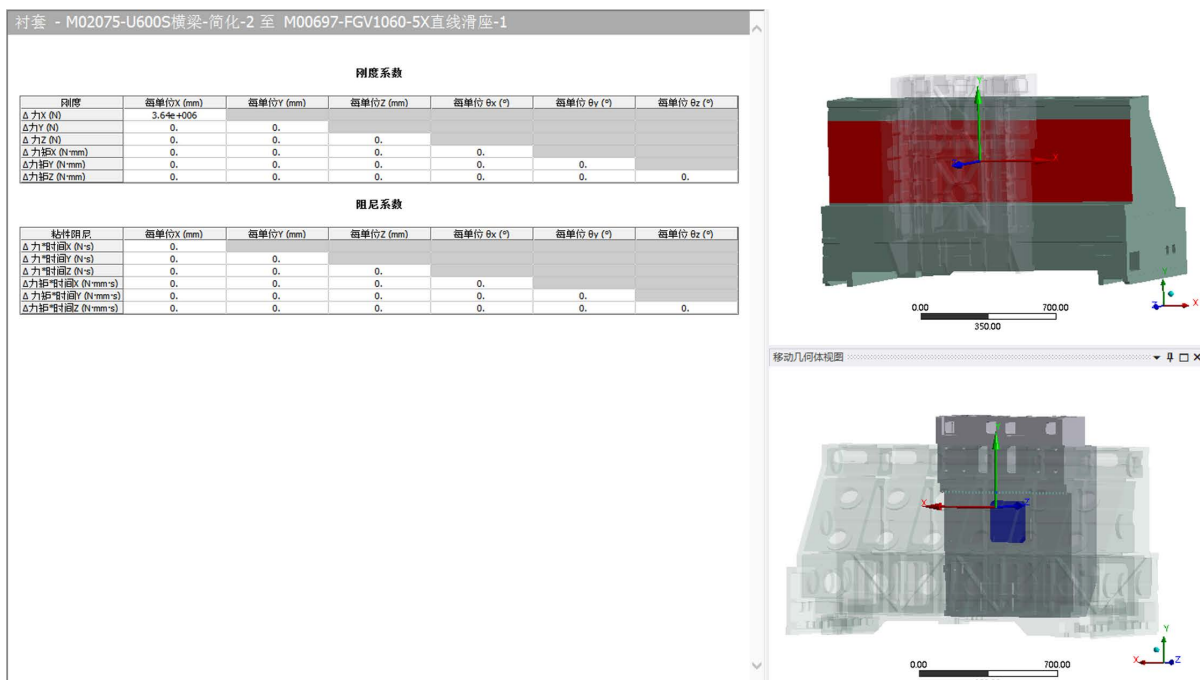 衬套 - M02075-U600S横梁-简化-2 至 M00697-FGV1060-5X直线滑座-1
刚度系数
刚度 每单位X (mm) 每单位Y (mm) 每单位Z (mm) 每单位 θx (°) 每单位 θy (°) 每单位 θz (°)
Δ 力X (N) 3.64e+006
Δ力Y (N) 0. 0.
Δ 力Z (N) 0. 0. 0.
Δ力矩X (N·mm) 0. 0. 0. 0.
Δ力矩Y (N·mm) 0. 0. 0. 0. 0.
Δ力矩Z (N·mm) 0. 0. 0. 0. 0. 0.
阻尼系数
粘性阻尼 每单位X (mm) 每单位Y (mm) 每单位Z (mm) 每单位 θx (°) 每单位 θy (°) 每单位 θz (°)
Δ 力*时间X (N·s) 0.
Δ 力*时间Y (N·s) 0. 0.
Δ 力*时间Z (N·s) 0. 0. 0.
Δ力矩*时间X (N·mm·s) 0. 0. 0. 0.
Δ 力矩*时间Y (N·mm·s) 0. 0. 0. 0. 0.
Δ力矩*时间Z (N·mm·s) 0. 0. 0. 0. 0. 0.
Y
X
Y
Z X
0.00 700.00
350.00
移动几何体视图
Y
X Z
Y
X Z
0.00 700.00